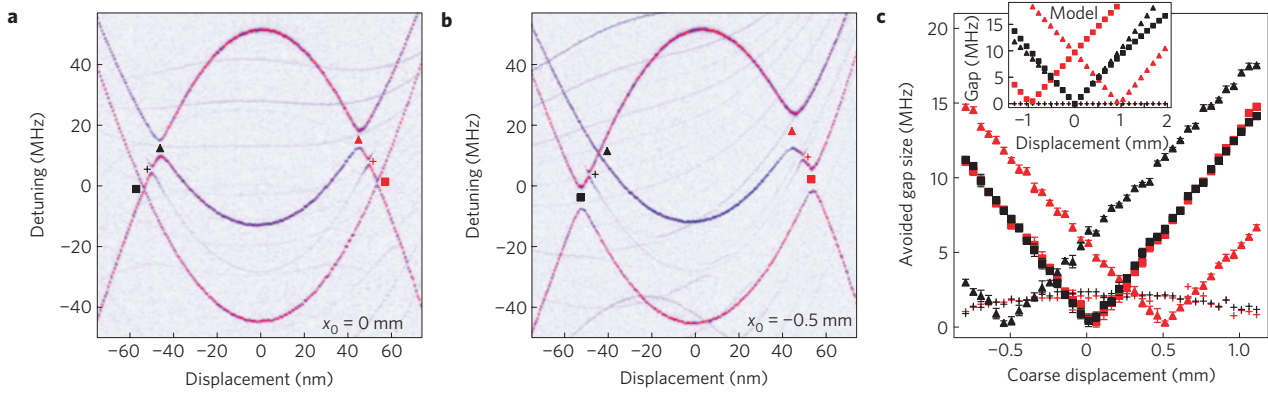 a
40
20
0
−20
−40
Detuning (MHz)
x0 = 0 mm
−60 −40 −20 0 20 40 60
Displacement (nm)
b
40
20
0
−20
−40
Detuning (MHz)
x0 = −0.5 mm
−60 −40 −20 0 20 40 60
Displacement (nm)
c
20
15
10
5
0
Avoided gap size (MHz)
Model
15
10
5
0
Gap (MHz)
−1 0 1 2
Displacement (mm)
−0.5 0 0.5 1.0
Coarse displacement (mm)